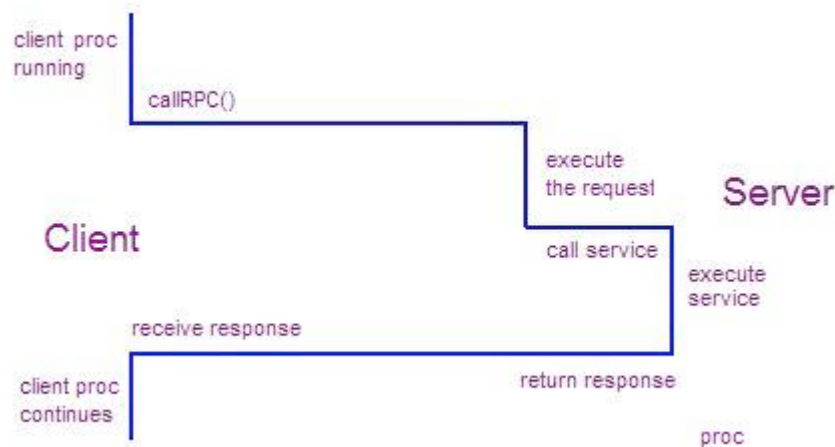 client proc
running
callRPC()
execute
the request
Server
Client
call service
execute
service
receive response
return response
client proc
continues
proc